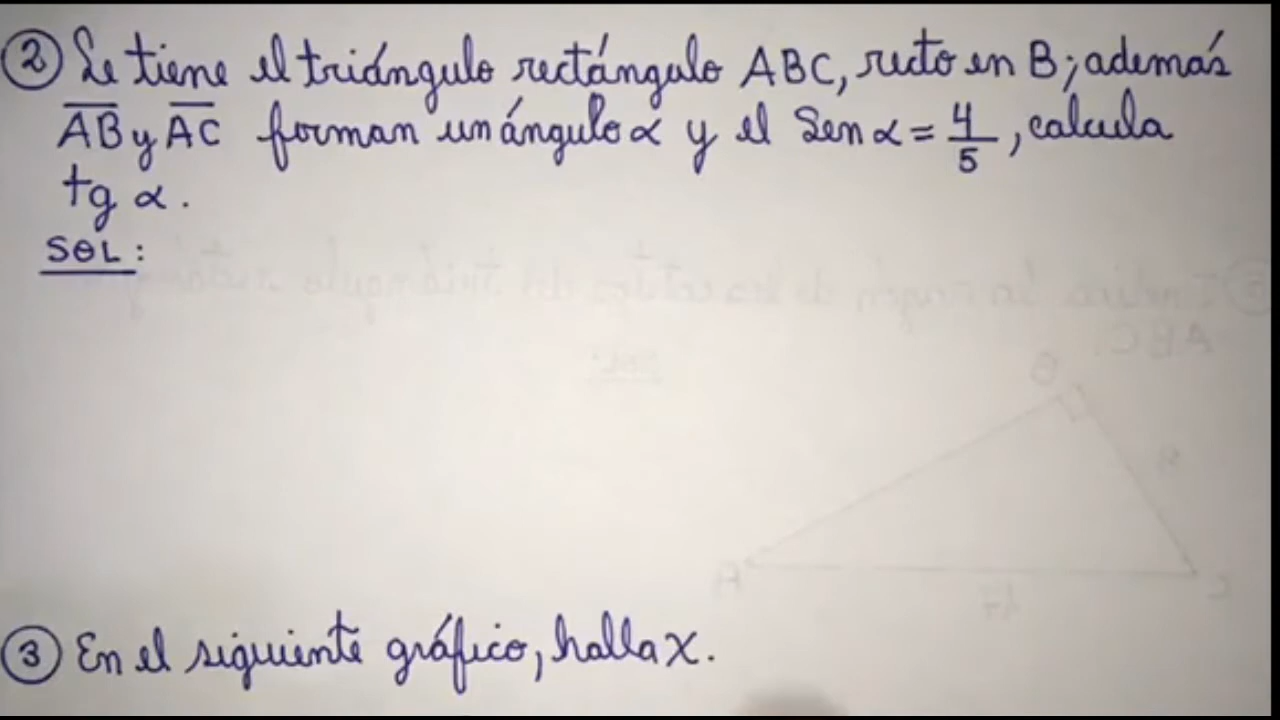 ② Se tiene el triángulo rectángulo ABC, recto en B; además
AB y AC forman un ángulo α y el Sen α = 4/5, calcula
tg α.
SOL:
③ En el siguiente gráfico, halla x.